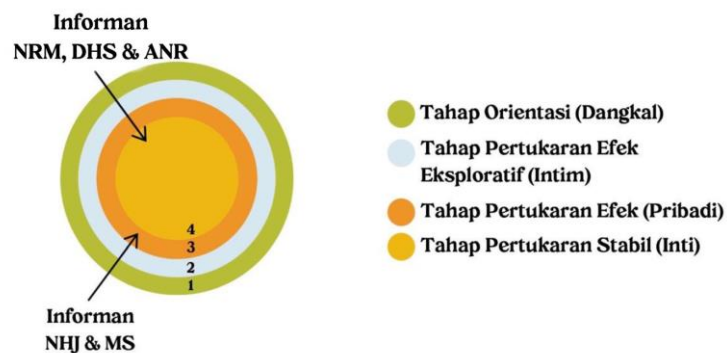 Informan
NRM, DHS & ANR
Tahap Orientasi (Dangkal)
Tahap Pertukaran Efek
Eksploratif (Intim)
Tahap Pertukaran Efek (Pribadi)
Tahap Pertukaran Stabil (Inti)
4
3
2
1
Informan
NHJ & MS